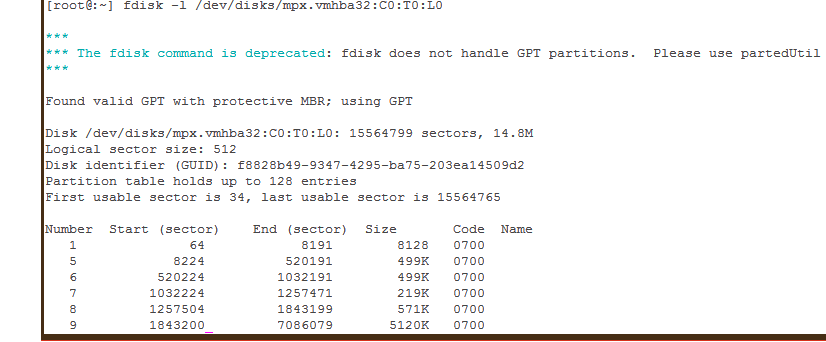 [root@:~] fdisk -l /dev/disks/mpx.vmhba32:C0:T0:L0
***
*** The fdisk command is deprecated: fdisk does not handle GPT partitions.  Please use partedUtil
***
Found valid GPT with protective MBR; using GPT
Disk /dev/disks/mpx.vmhba32:C0:T0:L0: 15564799 sectors, 14.8M
Logical sector size: 512
Disk identifier (GUID): f8828b49-9347-4295-ba75-203ea14509d2
Partition table holds up to 128 entries
First usable sector is 34, last usable sector is 15564765
Number  Start (sector)    End (sector)  Size       Code  Name
1              64            8191        8128   0700
5            8224          520191        499K   0700
6          520224         1032191        499K   0700
7         1032224         1257471        219K   0700
8         1257504         1843199        571K   0700
9         1843200         7086079       5120K   0700